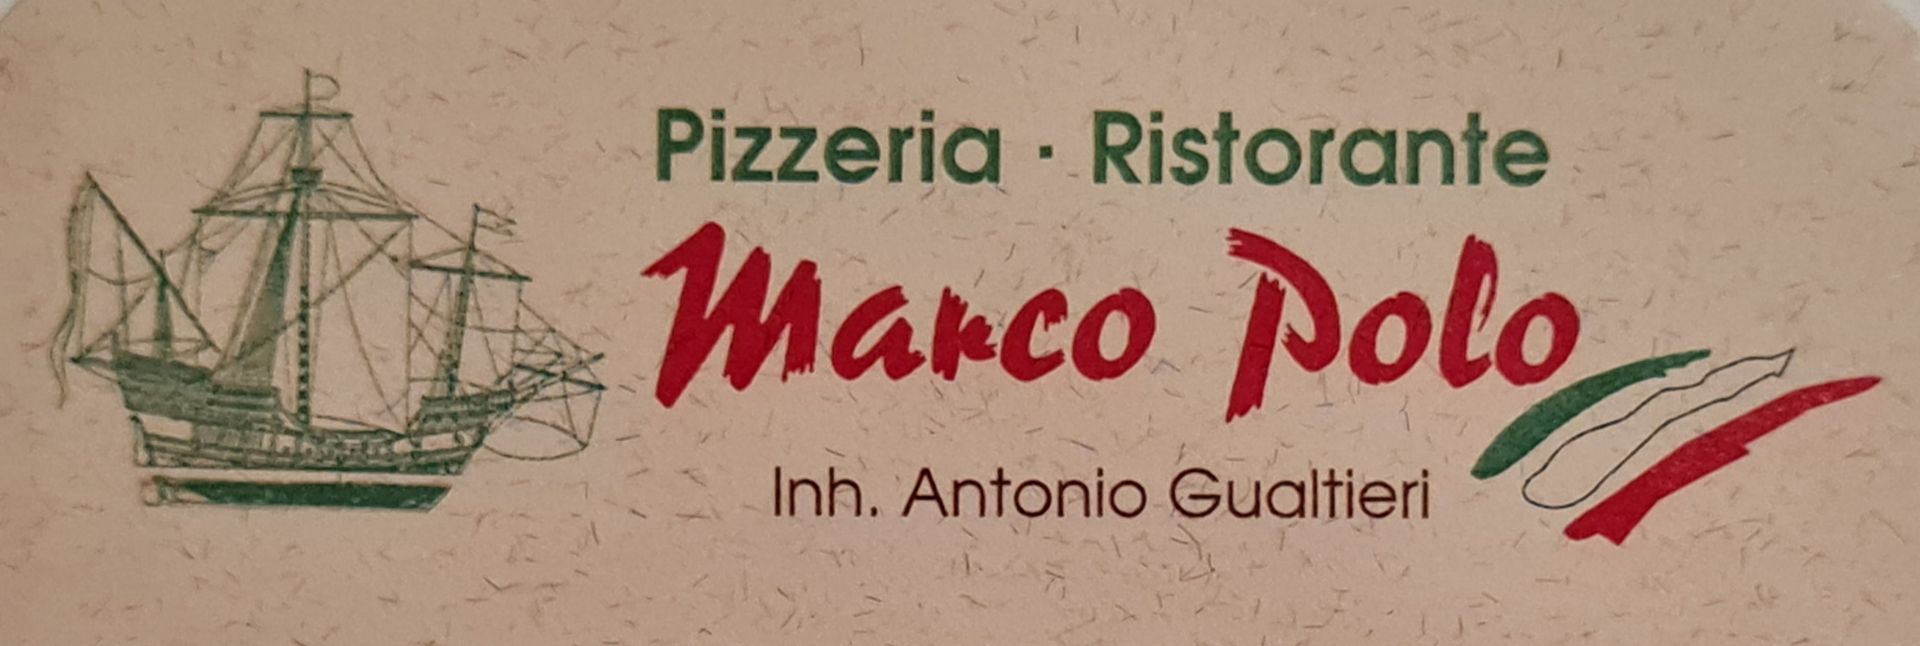 Pizzeria · Ristorante
Marco Polo
Inh. Antonio Gualtieri